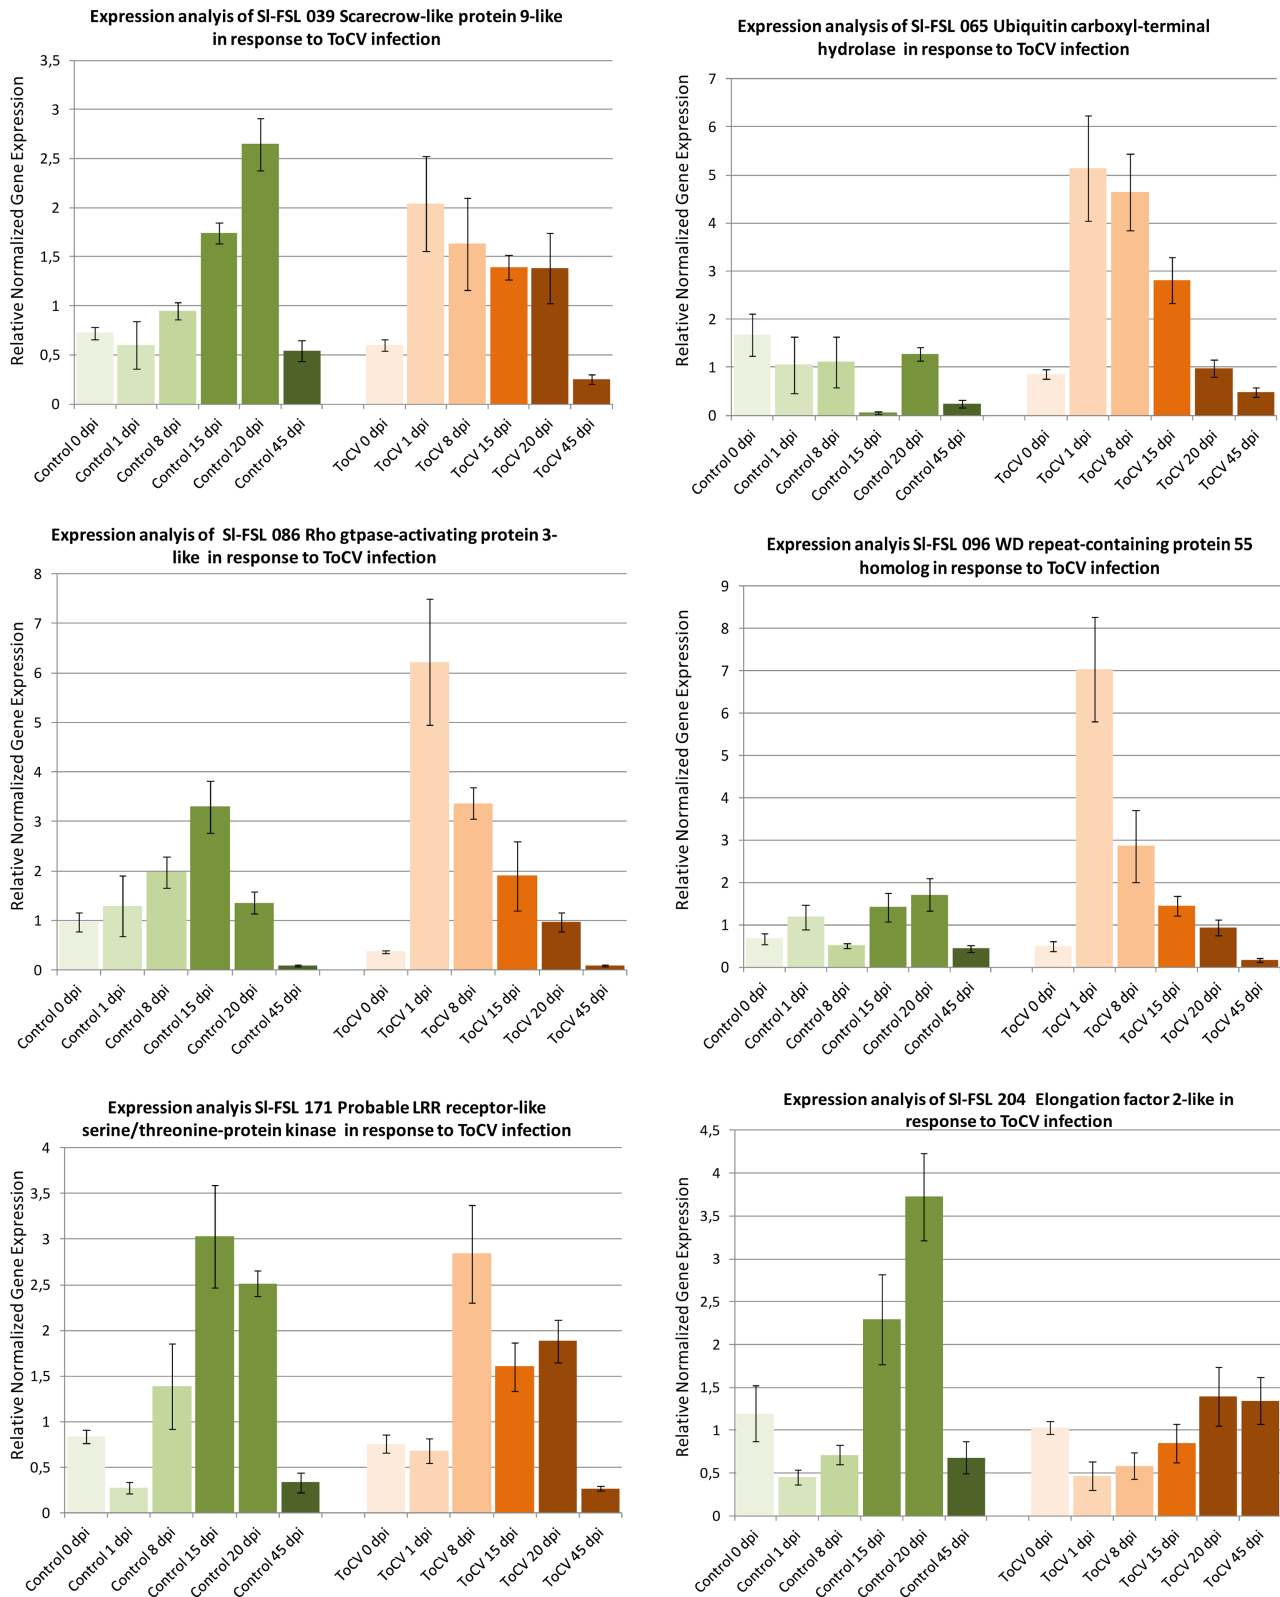 Expression analyis of Sl-FSL 039 Scarecrow-like protein 9-like
in response to ToCV infection
Relative Normalized Gene Expression
3,5
3
2,5
2
1,5
1
0,5
0
Control 0 dpi
Control 1 dpi
Control 8 dpi
Control 15 dpi
Control 20 dpi
Control 45 dpi
ToCV 0 dpi
ToCV 1 dpi
ToCV 8 dpi
ToCV 15 dpi
ToCV 20 dpi
ToCV 45 dpi
Expression analyis of Sl-FSL 065 Ubiquitin carboxyl-terminal
hydrolase in response to ToCV infection
Relative Normalized Gene Expression
7
6
5
4
3
2
1
0
Control 0 dpi
Control 1 dpi
Control 8 dpi
Control 15 dpi
Control 20 dpi
Control 45 dpi
ToCV 0 dpi
ToCV 1 dpi
ToCV 8 dpi
ToCV 15 dpi
ToCV 20 dpi
ToCV 45 dpi
Expression analyis of Sl-FSL 086 Rho gtpase-activating protein 3-
like in response to ToCV infection
Relative Normalized Gene Expression
8
7
6
5
4
3
2
1
0
Control 0 dpi
Control 1 dpi
Control 8 dpi
Control 15 dpi
Control 20 dpi
Control 45 dpi
ToCV 0 dpi
ToCV 1 dpi
ToCV 8 dpi
ToCV 15 dpi
ToCV 20 dpi
ToCV 45 dpi
Expression analyis Sl-FSL 096 WD repeat-containing protein 55
homolog in response to ToCV infection
Relative Normalized Gene Expression
9
8
7
6
5
4
3
2
1
0
Control 0 dpi
Control 1 dpi
Control 8 dpi
Control 15 dpi
Control 20 dpi
Control 45 dpi
ToCV 0 dpi
ToCV 1 dpi
ToCV 8 dpi
ToCV 15 dpi
ToCV 20 dpi
ToCV 45 dpi
Expression analyis Sl-FSL 171 Probable LRR receptor-like
serine/threonine-protein kinase in response to ToCV infection
Relative Normalized Gene Expression
4
3,5
3
2,5
2
1,5
1
0,5
0
Control 0 dpi
Control 1 dpi
Control 8 dpi
Control 15 dpi
Control 20 dpi
Control 45 dpi
ToCV 0 dpi
ToCV 1 dpi
ToCV 8 dpi
ToCV 15 dpi
ToCV 20 dpi
ToCV 45 dpi
Expression analyis of Sl-FSL 204 Elongation factor 2-like in
response to ToCV infection
Relative Normalized Gene Expression
4,5
4
3,5
3
2,5
2
1,5
1
0,5
0
Control 0 dpi
Control 1 dpi
Control 8 dpi
Control 15 dpi
Control 20 dpi
Control 45 dpi
ToCV 0 dpi
ToCV 1 dpi
ToCV 8 dpi
ToCV 15 dpi
ToCV 20 dpi
ToCV 45 dpi